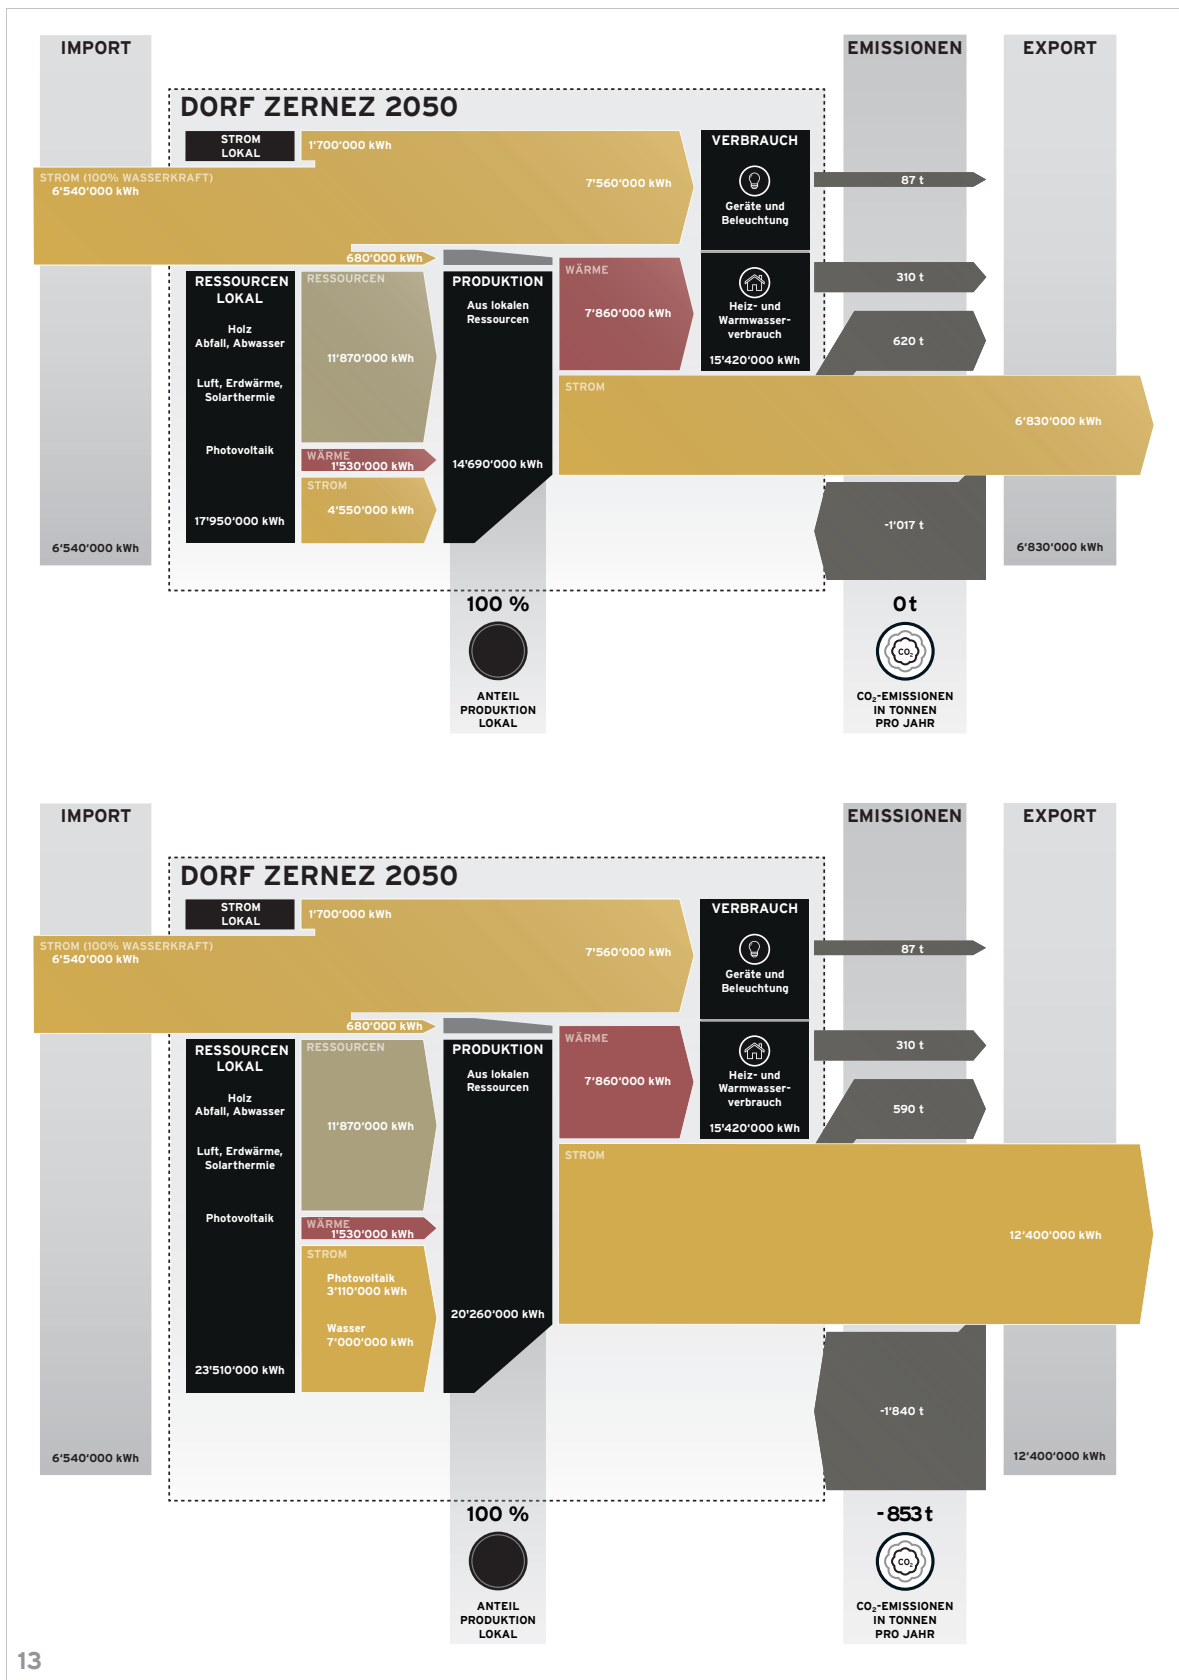 IMPORT
EMISSIONEN
EXPORT
DORF ZERNEZ 2050
STROM
LOKAL
1'700'000 kWh
VERBRAUCH
STROM (100% WASSERKRAFT)
6'540'000 kWh
7'560'000 kWh
87 t
Geräte und
Beleuchtung
680'000 kWh
RESSOURCEN
LOKAL
RESSOURCEN
PRODUKTION
WÄRME
310 t
Holz
Abfall, Abwasser
Aus lokalen
Ressourcen
7'860'000 kWh
Heiz- und
Warmwasser-
verbrauch
15'420'000 kWh
620 t
11'870'000 kWh
Luft, Erdwärme,
Solarthermie
STROM
6'830'000 kWh
Photovoltaik
WÄRME
1'530'000 kWh
14'690'000 kWh
STROM
4'550'000 kWh
17'950'000 kWh
-1'017 t
6'540'000 kWh
6'830'000 kWh
100 %
0 t
CO₂
ANTEIL
PRODUKTION
LOKAL
CO₂-EMISSIONEN
IN TONNEN
PRO JAHR
IMPORT
EMISSIONEN
EXPORT
DORF ZERNEZ 2050
STROM
LOKAL
1'700'000 kWh
VERBRAUCH
STROM (100% WASSERKRAFT)
6'540'000 kWh
7'560'000 kWh
87 t
Geräte und
Beleuchtung
680'000 kWh
RESSOURCEN
LOKAL
RESSOURCEN
PRODUKTION
WÄRME
310 t
Holz
Abfall, Abwasser
Aus lokalen
Ressourcen
7'860'000 kWh
Heiz- und
Warmwasser-
verbrauch
15'420'000 kWh
590 t
11'870'000 kWh
Luft, Erdwärme,
Solarthermie
STROM
12'400'000 kWh
Photovoltaik
WÄRME
1'530'000 kWh
STROM
Photovoltaik
3'110'000 kWh
Wasser
7'000'000 kWh
20'260'000 kWh
23'510'000 kWh
-1'840 t
6'540'000 kWh
12'400'000 kWh
100 %
-853 t
CO₂
ANTEIL
PRODUKTION
LOKAL
CO₂-EMISSIONEN
IN TONNEN
PRO JAHR
13